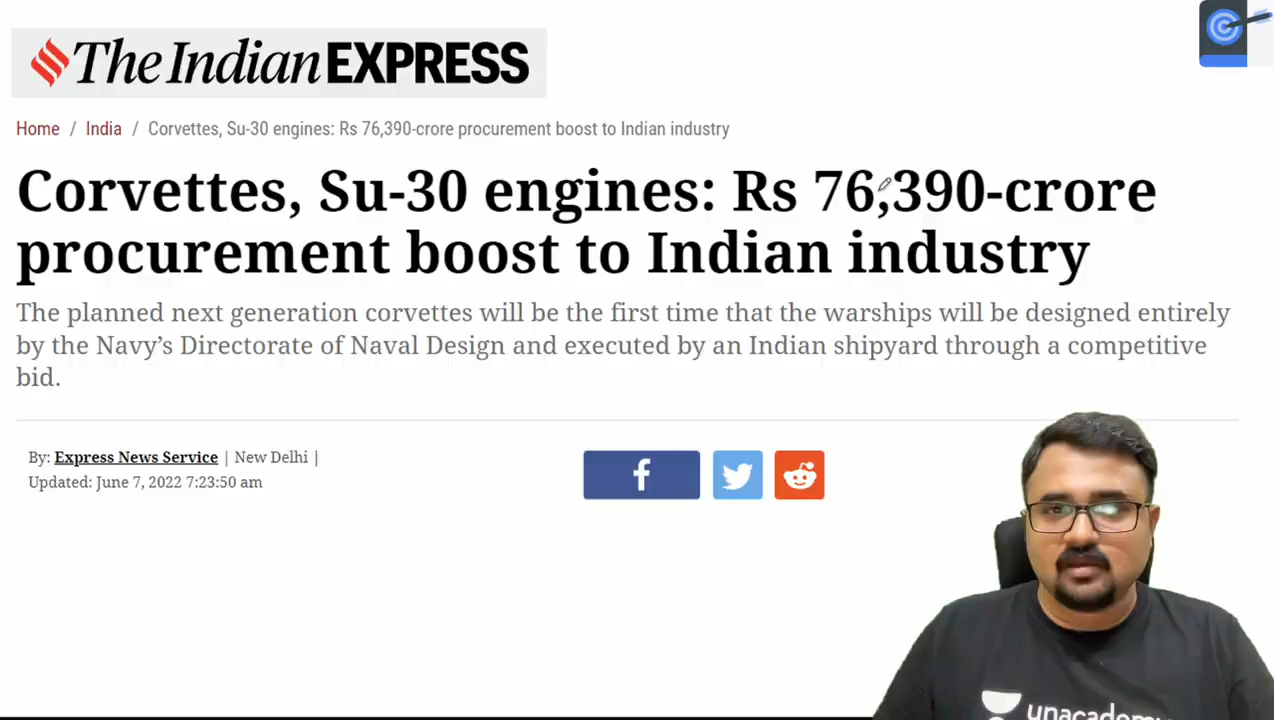 The Indian EXPRESS
Home / India / Corvettes, Su-30 engines: Rs 76,390-crore procurement boost to Indian industry
Corvettes, Su-30 engines: Rs 76,390-crore
procurement boost to Indian industry
The planned next generation corvettes will be the first time that the warships will be designed entirely
by the Navy’s Directorate of Naval Design and executed by an Indian shipyard through a competitive
bid.
By: Express News Service | New Delhi |
Updated: June 7, 2022 7:23:50 am
unacademy